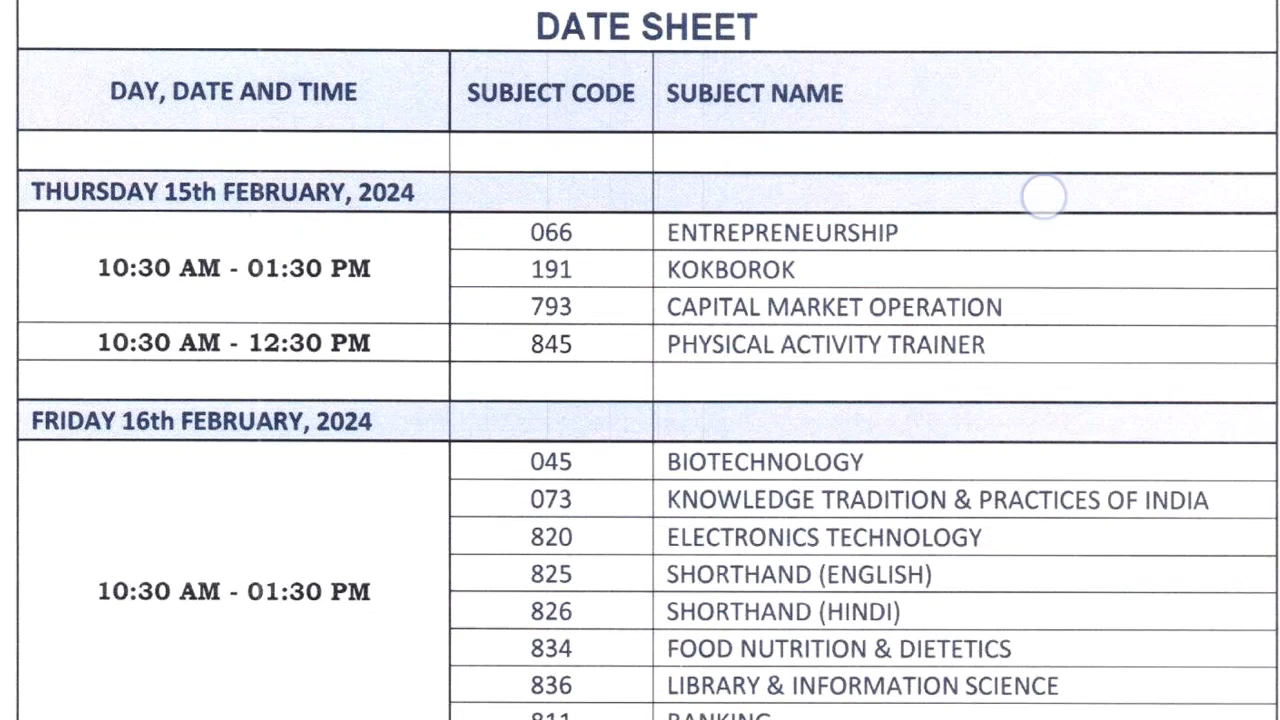 DATE SHEET
DAY, DATE AND TIME SUBJECT CODE SUBJECT NAME
THURSDAY 15th FEBRUARY, 2024
066 ENTREPRENEURSHIP
10:30 AM - 01:30 PM 191 KOKBOROK
793 CAPITAL MARKET OPERATION
10:30 AM - 12:30 PM 845 PHYSICAL ACTIVITY TRAINER
FRIDAY 16th FEBRUARY, 2024
045 BIOTECHNOLOGY
073 KNOWLEDGE TRADITION & PRACTICES OF INDIA
820 ELECTRONICS TECHNOLOGY
825 SHORTHAND (ENGLISH)
10:30 AM - 01:30 PM
826 SHORTHAND (HINDI)
834 FOOD NUTRITION & DIETETICS
836 LIBRARY & INFORMATION SCIENCE
811 BANKING